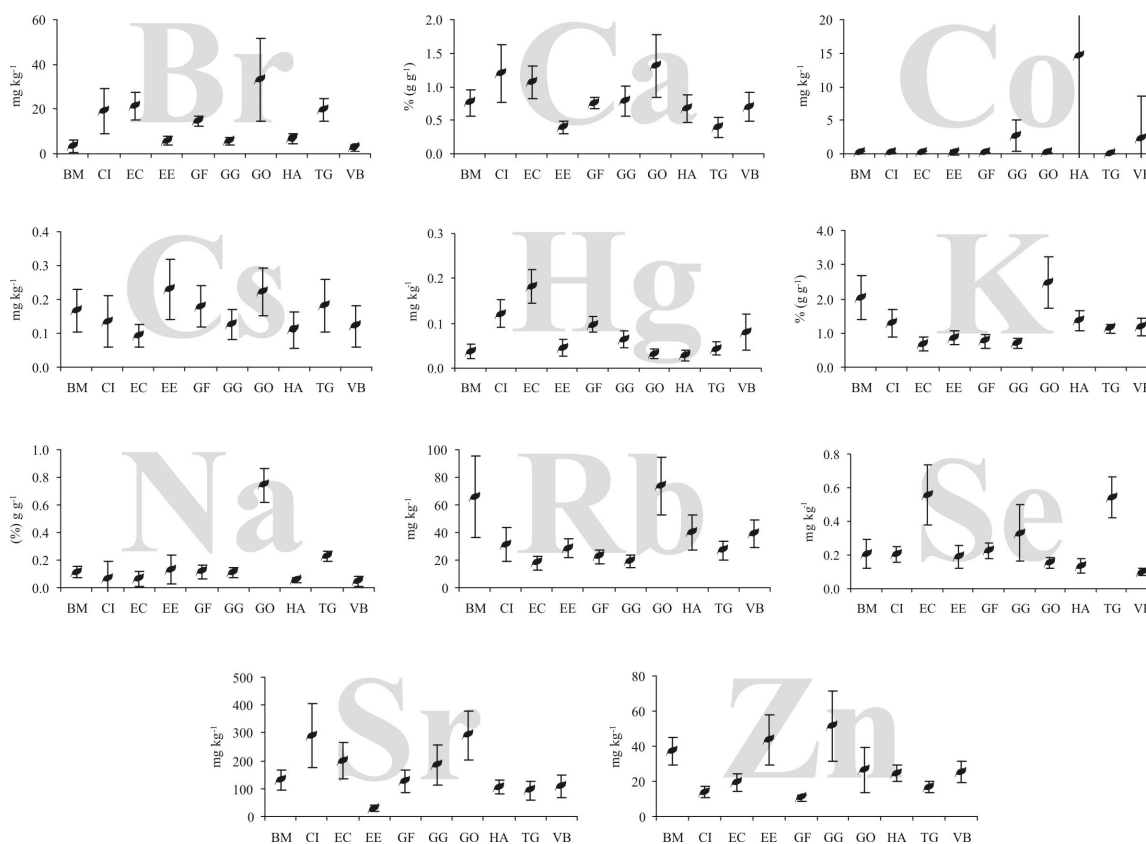 Br
mg kg-1
60
40
20
0
BM CI EC EE GF GG GO HA TG VB
Ca
% (g g-1)
2.0
1.5
1.0
0.5
0.0
BM CI EC EE GF GG GO HA TG VB
Co
mg kg-1
20
15
10
5
0
BM CI EC EE GF GG GO HA TG VB
Cs
mg kg-1
0.4
0.3
0.2
0.1
0.0
BM CI EC EE GF GG GO HA TG VB
Hg
mg kg-1
0.3
0.2
0.1
0.0
BM CI EC EE GF GG GO HA TG VB
K
% (g g-1)
4.0
3.0
2.0
1.0
0.0
BM CI EC EE GF GG GO HA TG VB
Na
(%) g g-1
1.0
0.8
0.6
0.4
0.2
0.0
BM CI EC EE GF GG GO HA TG VB
Rb
mg kg-1
100
80
60
40
20
0
BM CI EC EE GF GG GO HA TG VB
Se
mg kg-1
0.8
0.6
0.4
0.2
0.0
BM CI EC EE GF GG GO HA TG VB
Sr
mg kg-1
500
400
300
200
100
0
BM CI EC EE GF GG GO HA TG VB
Zn
mg kg-1
80
60
40
20
0
BM CI EC EE GF GG GO HA TG VB